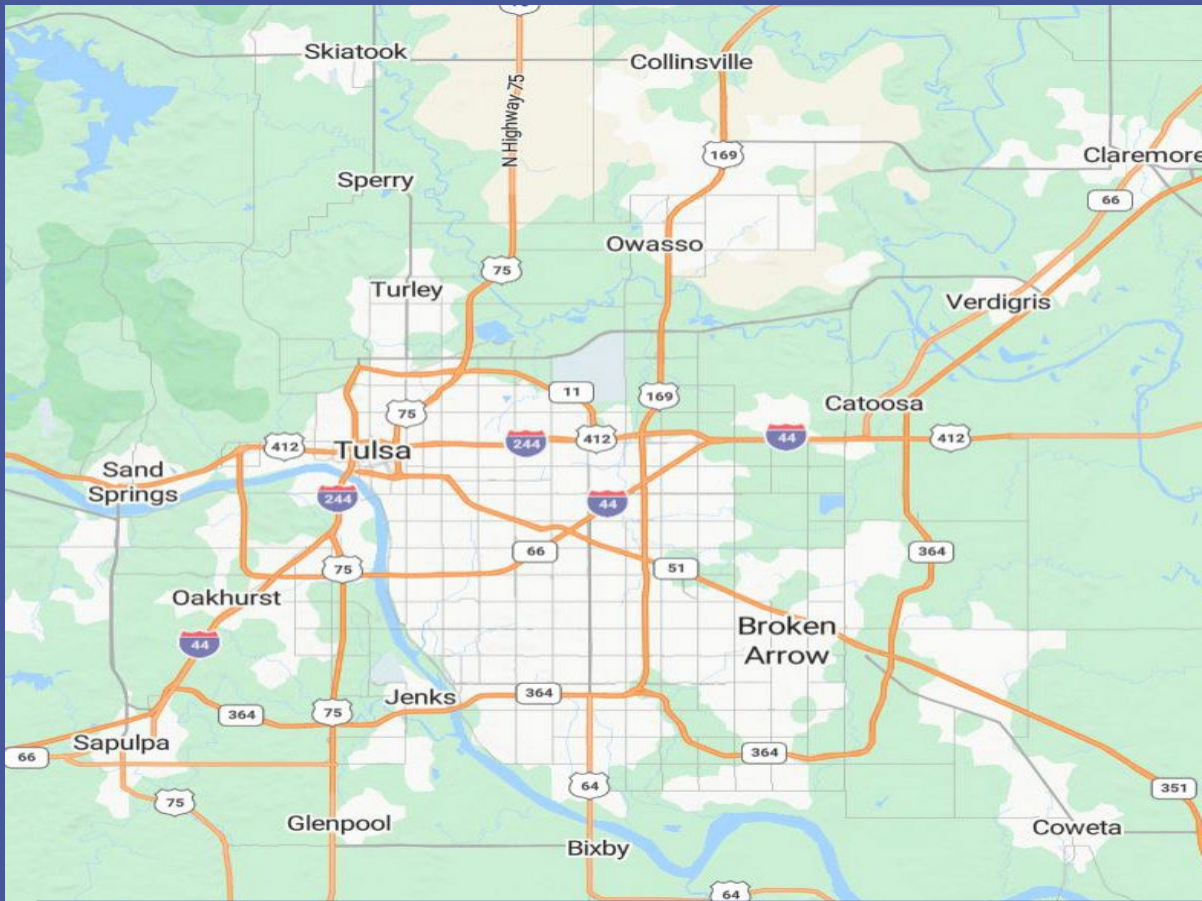 Skiatook
Collinsville
N Highway 75
169
Claremore
Sperry
66
Owasso
75
Turley
Verdigris
11
169
75
Catoosa
412
Tulsa
244
412
44
412
Sand
Springs
244
44
66
364
75
51
Oakhurst
Broken
Arrow
44
Jenks
364
364
75
Sapulpa
66
364
64
351
75
Glenpool
Coweta
Bixby
64